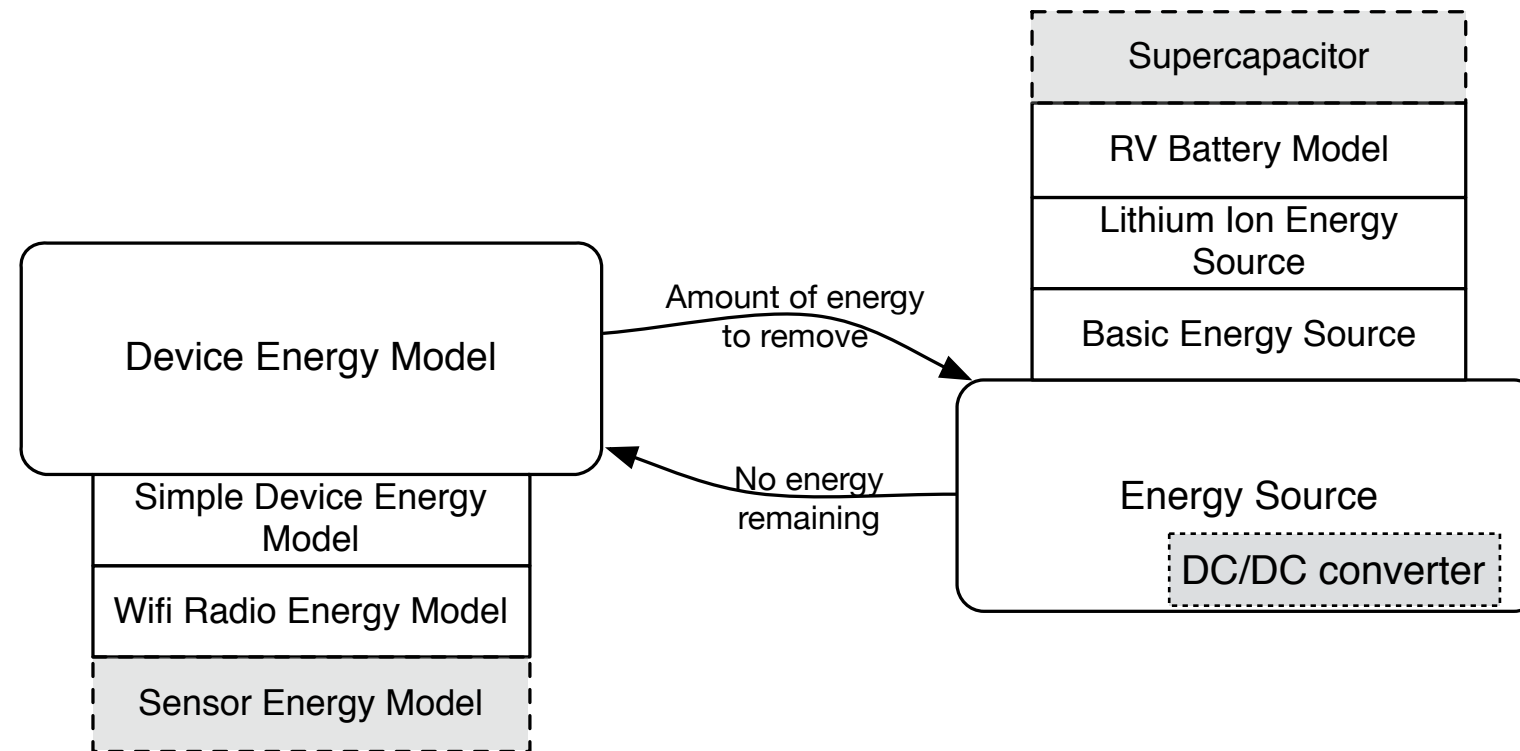 Supercapacitor
RV Battery Model
Lithium Ion Energy
Source
Basic Energy Source
Amount of energy
to remove
Device Energy Model
No energy
remaining
Energy Source
DC/DC converter
Simple Device Energy
Model
Wifi Radio Energy Model
Sensor Energy Model